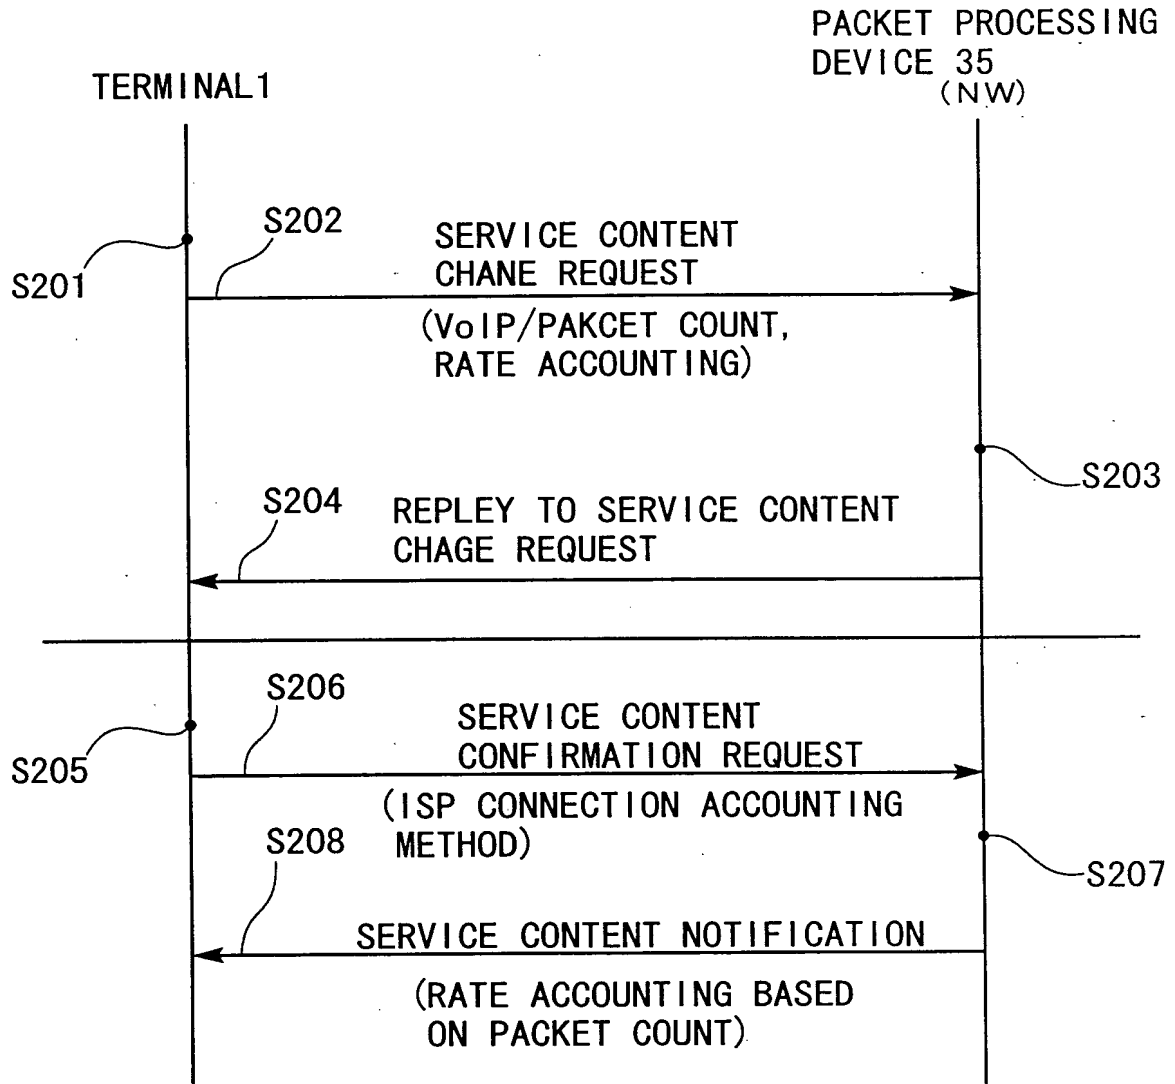 PACKET PROCESSING
DEVICE 35
(NW)
TERMINAL1
S202
SERVICE CONTENT
CHANE REQUEST
S201
(VoIP/PAKCET COUNT,
RATE ACCOUNTING)
S203
S204
REPLEY TO SERVICE CONTENT
CHAGE REQUEST
S206
SERVICE CONTENT
CONFIRMATION REQUEST
S205
(ISP CONNECTION ACCOUNTING
METHOD)
S208
S207
SERVICE CONTENT NOTIFICATION
(RATE ACCOUNTING BASED
ON PACKET COUNT)